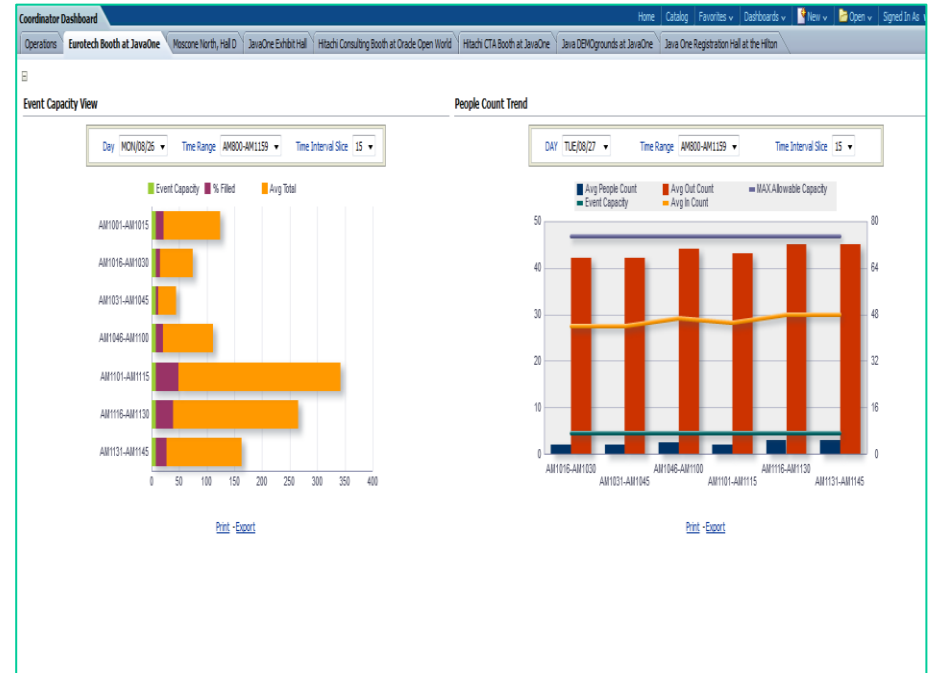 Coordinator Dashboard Home Catalog Favorites Dashboards New Open Signed In As
Operations Eurotech Booth at JavaOne Moscone North, Hall D JavaOne Exhibit Hall Hitachi Consulting Booth at Oracle Open World Hitachi CTA Booth at JavaOne Java DEMOgrounds at JavaOne Java One Registration Hall at the Hilton
Event Capacity View
Day MON/08/26 Time Range AM800-AM1159 Time Interval Slice 15
Event Capacity % Filled Avg Total
AM1001-AM1015
AM1016-AM1030
AM1031-AM1045
AM1046-AM1100
AM1101-AM1115
AM1116-AM1130
AM1131-AM1145
0 50 100 150 200 250 300 350 400
Print - Export
People Count Trend
DAY TUE/08/27 Time Range AM800-AM1159 Time Interval Slice 15
Avg People Count Avg Out Count MAX Allowable Capacity
Event Capacity Avg In Count
50 80
40 64
30 48
20 32
10 16
0 0
AM1016-AM1030 AM1046-AM1100 AM1116-AM1130
AM1031-AM1045 AM1101-AM1115 AM1131-AM1145
Print - Export